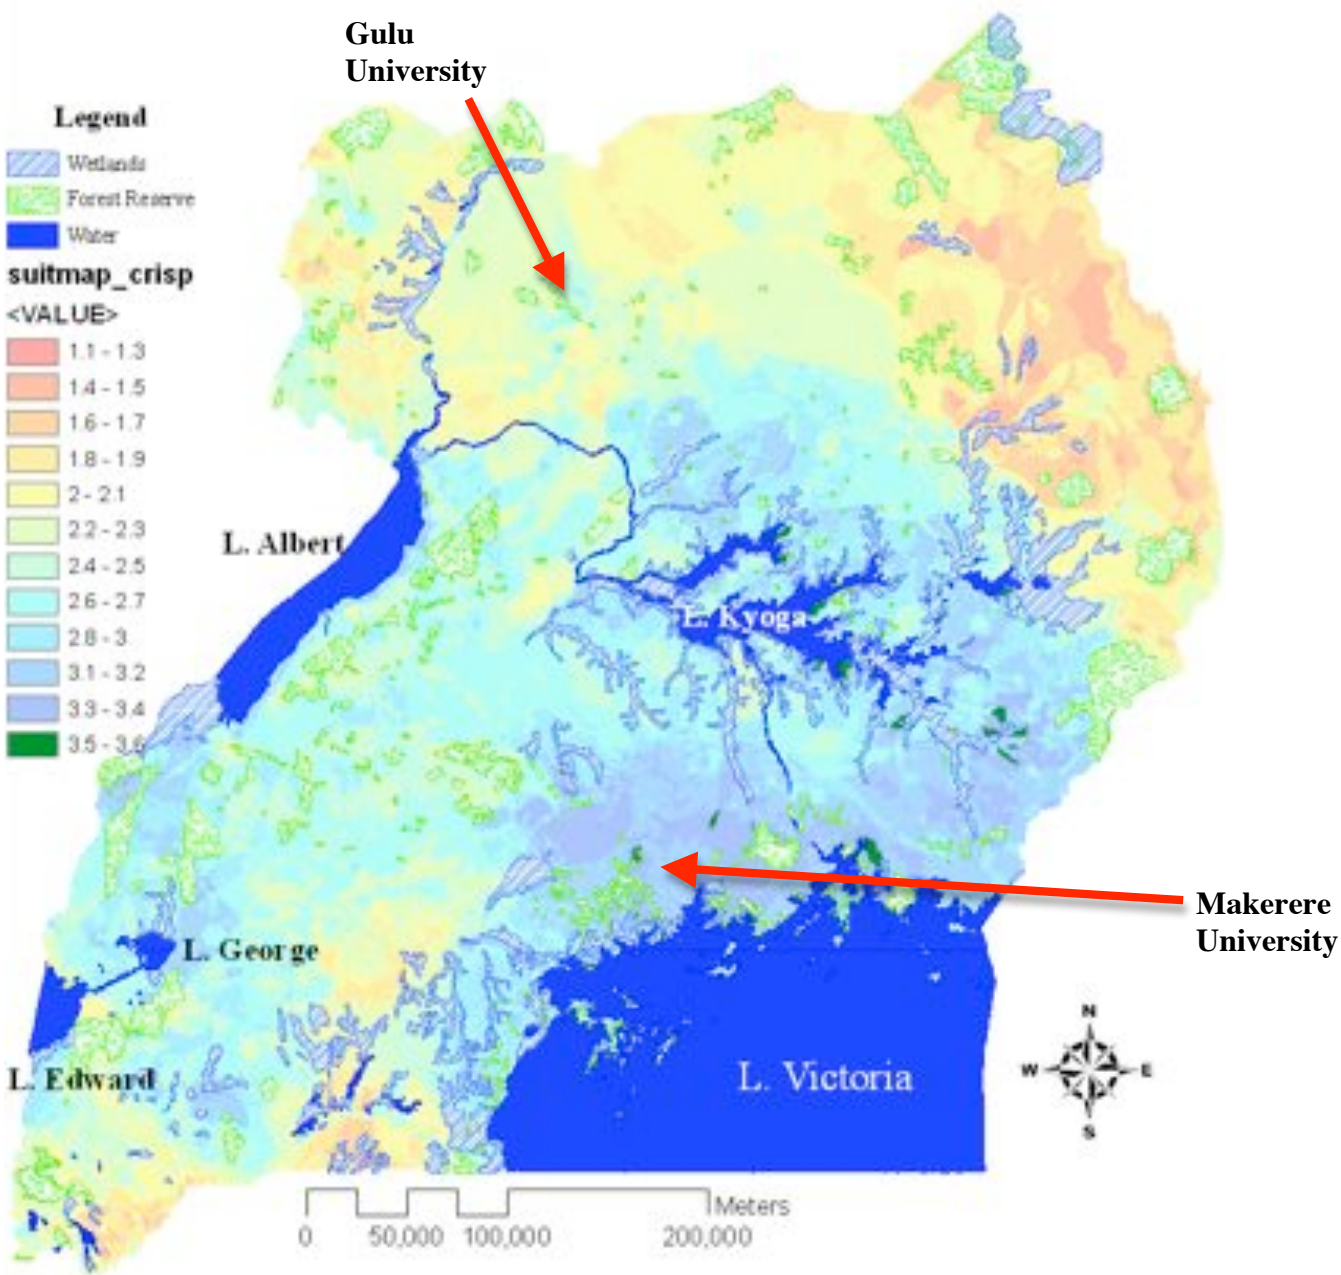 Gulu
University
Legend
Wetlands
Forest Reserve
Water
suitmap_crisp
<VALUE>
1.1 - 1.3
1.4 - 1.5
1.6 - 1.7
1.8 - 1.9
2 - 2.1
2.2 - 2.3
2.4 - 2.5
2.6 - 2.7
2.8 - 3
3.1 - 3.2
3.3 - 3.4
3.5 - 3.6
L. Albert
L. Kyoga
Makerere
University
L. George
L. Edward
L. Victoria
N
W E
S
Meters
0 50,000 100,000 200,000